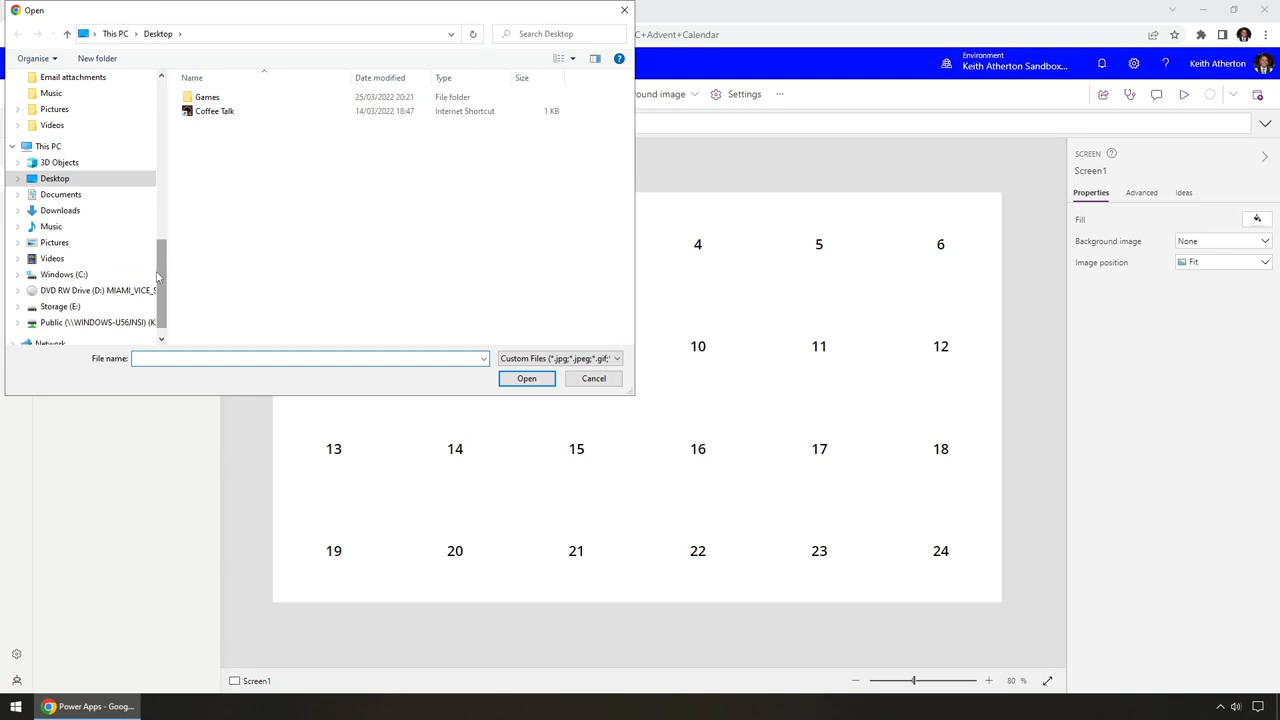 Open
This PC
Desktop
Search Desktop
C+Advent+Calendar
Organise
New folder
Environment
Keith Atherton Sandbox...
Keith Atherton
Name
Date modified
Type
Size
Email attachments
Music
Pictures
Videos
Games
25/03/2022 20:21
File folder
Coffee Talk
14/03/2022 18:47
Internet Shortcut
1 KB
und image
Settings
...
This PC
3D Objects
Desktop
Documents
Downloads
Music
Pictures
Videos
Windows (C:)
DVD RW Drive (D:) MIAMI_VICE_S
Storage (E:)
Public (\\WINDOWS-U56JNSI) (K
Network
File name:
Custom Files (*.jpg;*.jpeg;*.gif;'
Open
Cancel
SCREEN
Screen1
Properties
Advanced
Ideas
Fill
Background image
None
Image position
Fit
4 5 6
10 11 12
13 14 15 16 17 18
19 20 21 22 23 24
Screen1
80 %
Power Apps - Goog...